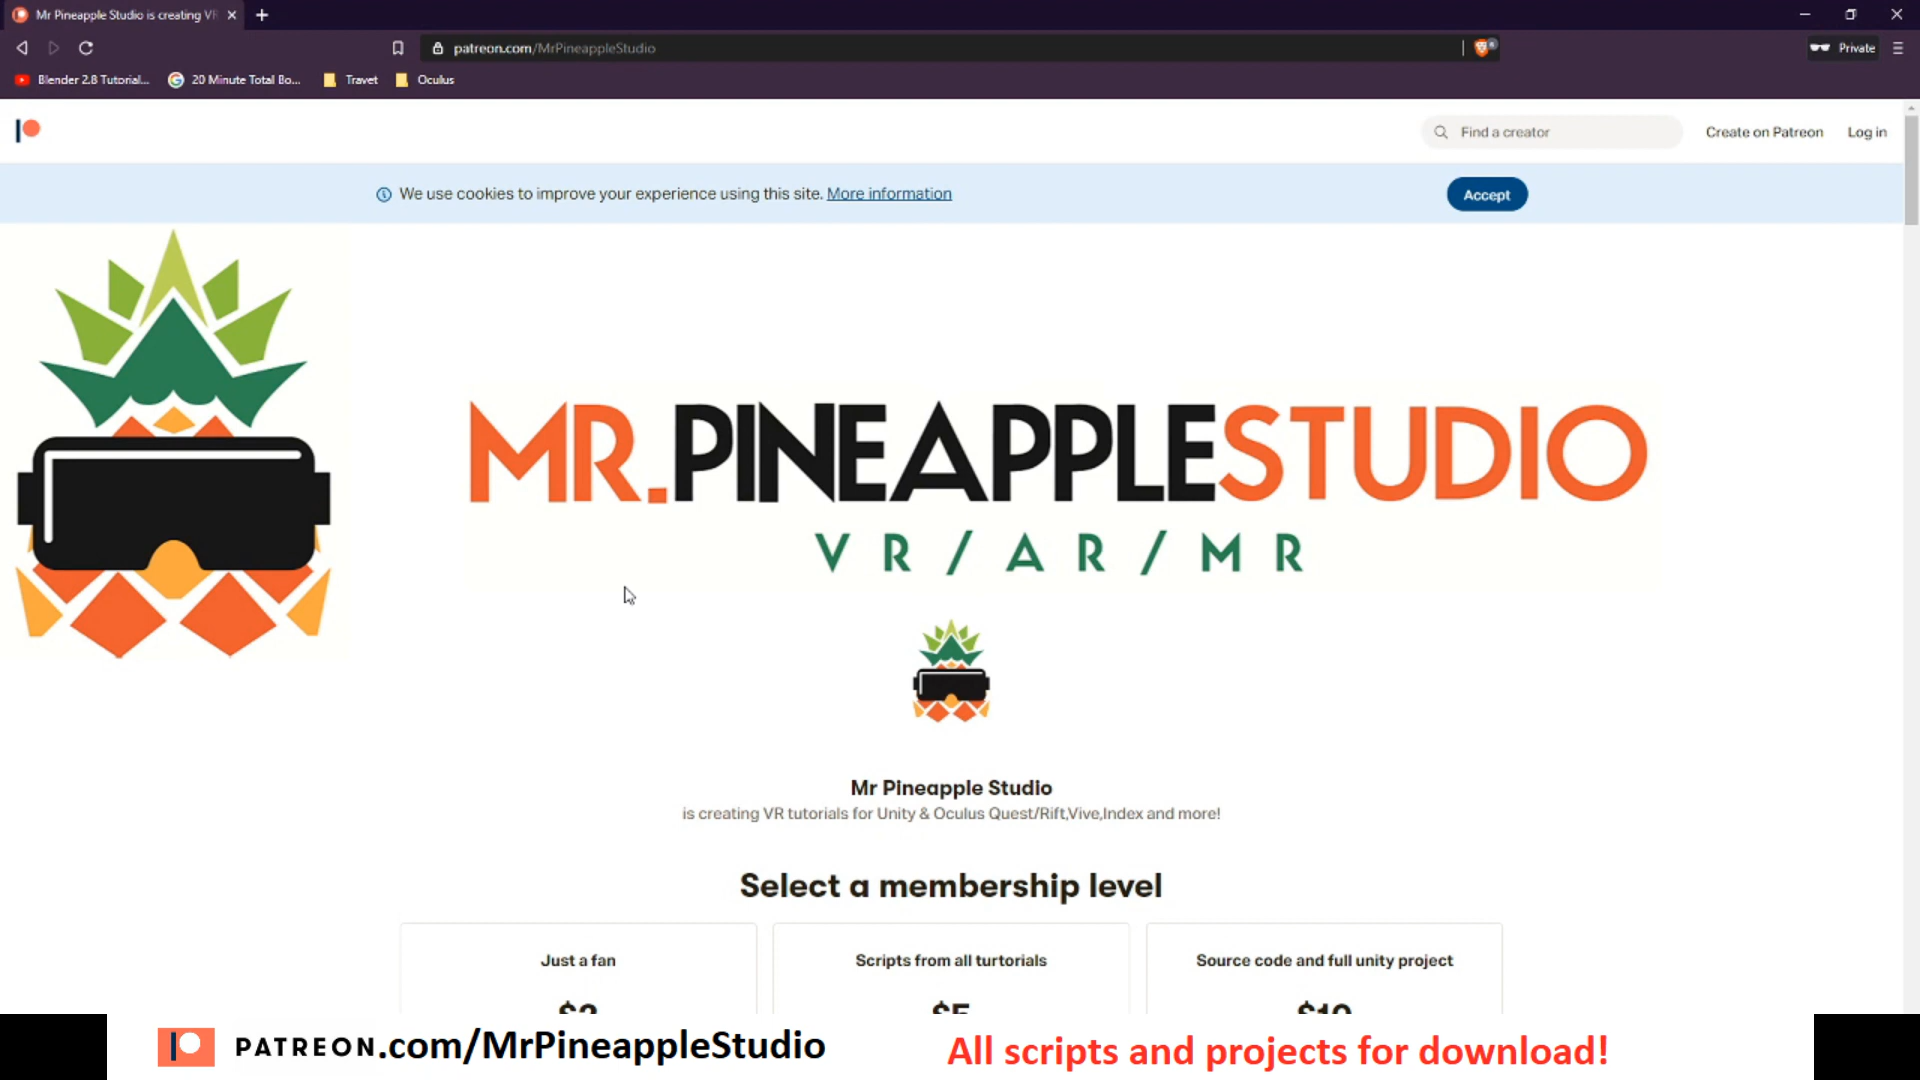 Mr Pineapple Studio is creating VR
patreon.com/MrPineappleStudio
Private
Blender 2.8 Tutorial...
20 Minute Total Bo...
Travet
Oculus
Find a creator
Create on Patreon
Log in
We use cookies to improve your experience using this site. More information
Accept
MR.PINEAPPLESTUDIO
VR/AR/MR
Mr Pineapple Studio
is creating VR tutorials for Unity & Oculus Quest/Rift,Vive,Index and more!
Select a membership level
Just a fan
Scripts from all turtorials
Source code and full unity project
$5
$10
PATREON.com/MrPineappleStudio
All scripts and projects for download!